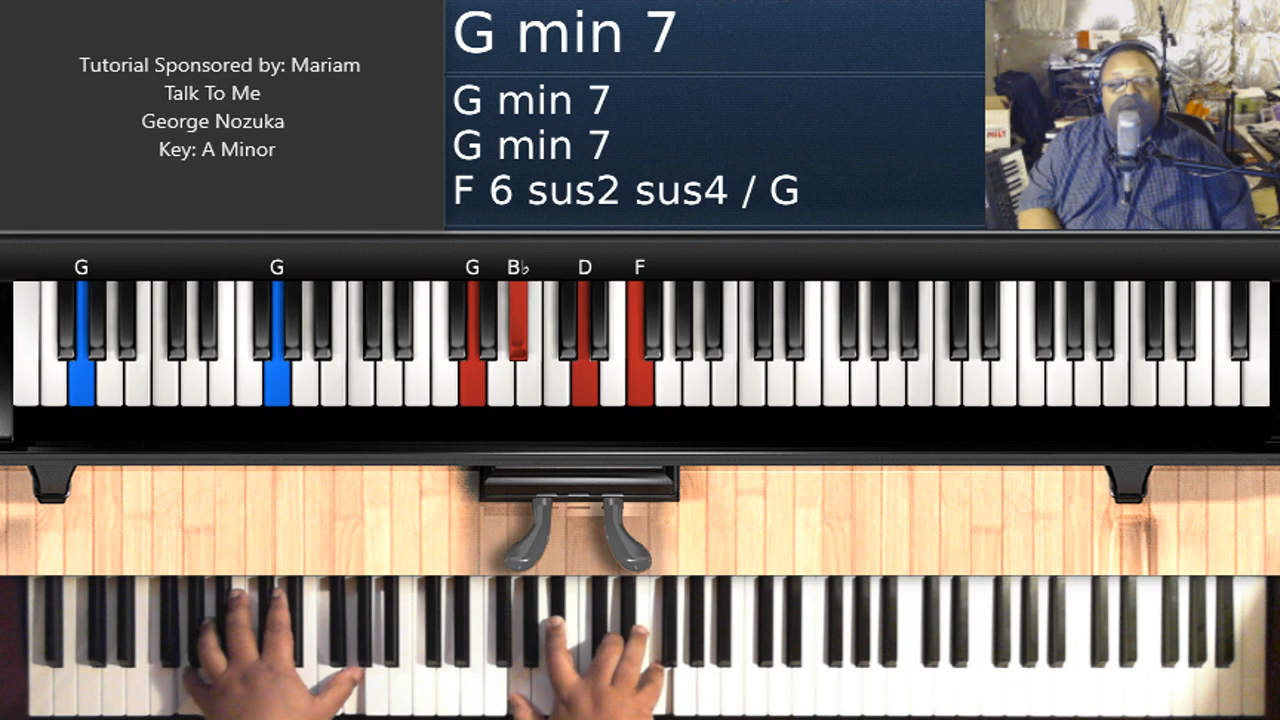 Tutorial Sponsored by: Mariam
Talk To Me
George Nozuka
Key: A Minor
G min 7
G min 7
G min 7
F 6 sus2 sus4 / G
G G G B♭ D F